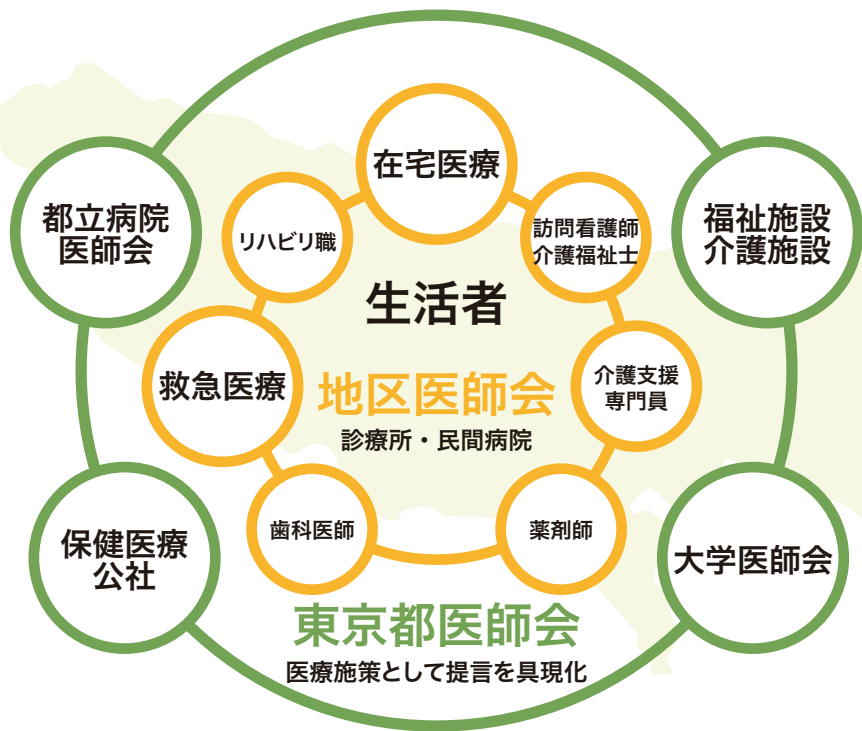 在宅医療
都立病院
医師会
リハビリ職
訪問看護師
介護福祉士
福祉施設
介護施設
生活者
救急医療
地区医師会
診療所・民間病院
介護支援
専門員
歯科医師
薬剤師
保健医療
公社
大学医師会
東京都医師会
医療施策として提言を具現化